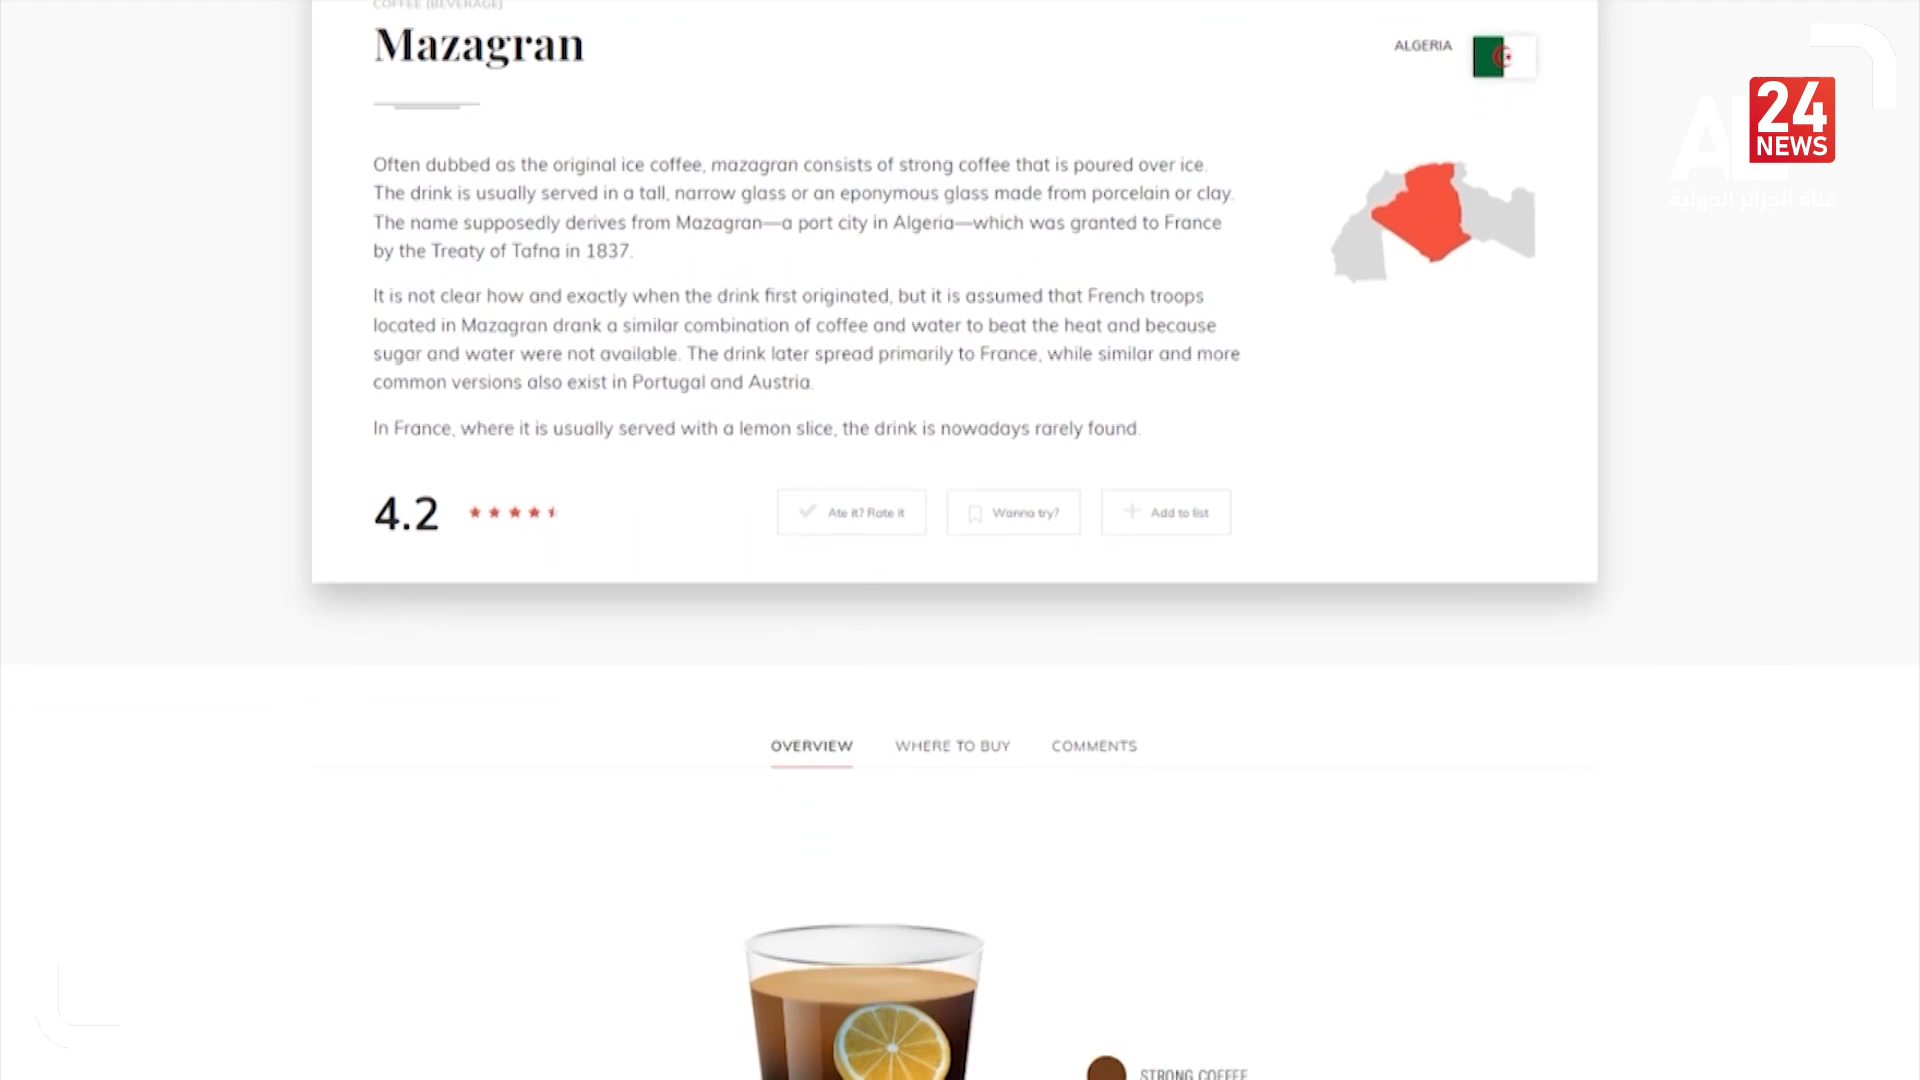 COFFEE (BEVERAGE)
Mazagran
ALGERIA
24
NEWS
AL
قناة الجزائر الدولية
Often dubbed as the original ice coffee, mazagran consists of strong coffee that is poured over ice.
The drink is usually served in a tall, narrow glass or an eponymous glass made from porcelain or clay.
The name supposedly derives from Mazagran—a port city in Algeria—which was granted to France
by the Treaty of Tafna in 1837.
It is not clear how and exactly when the drink first originated, but it is assumed that French troops
located in Mazagran drank a similar combination of coffee and water to beat the heat and because
sugar and water were not available. The drink later spread primarily to France, while similar and more
common versions also exist in Portugal and Austria.
In France, where it is usually served with a lemon slice, the drink is nowadays rarely found.
4.2
Ate it? Rate it
Wanna try?
Add to list
OVERVIEW
WHERE TO BUY
COMMENTS
STRONG COFFEE